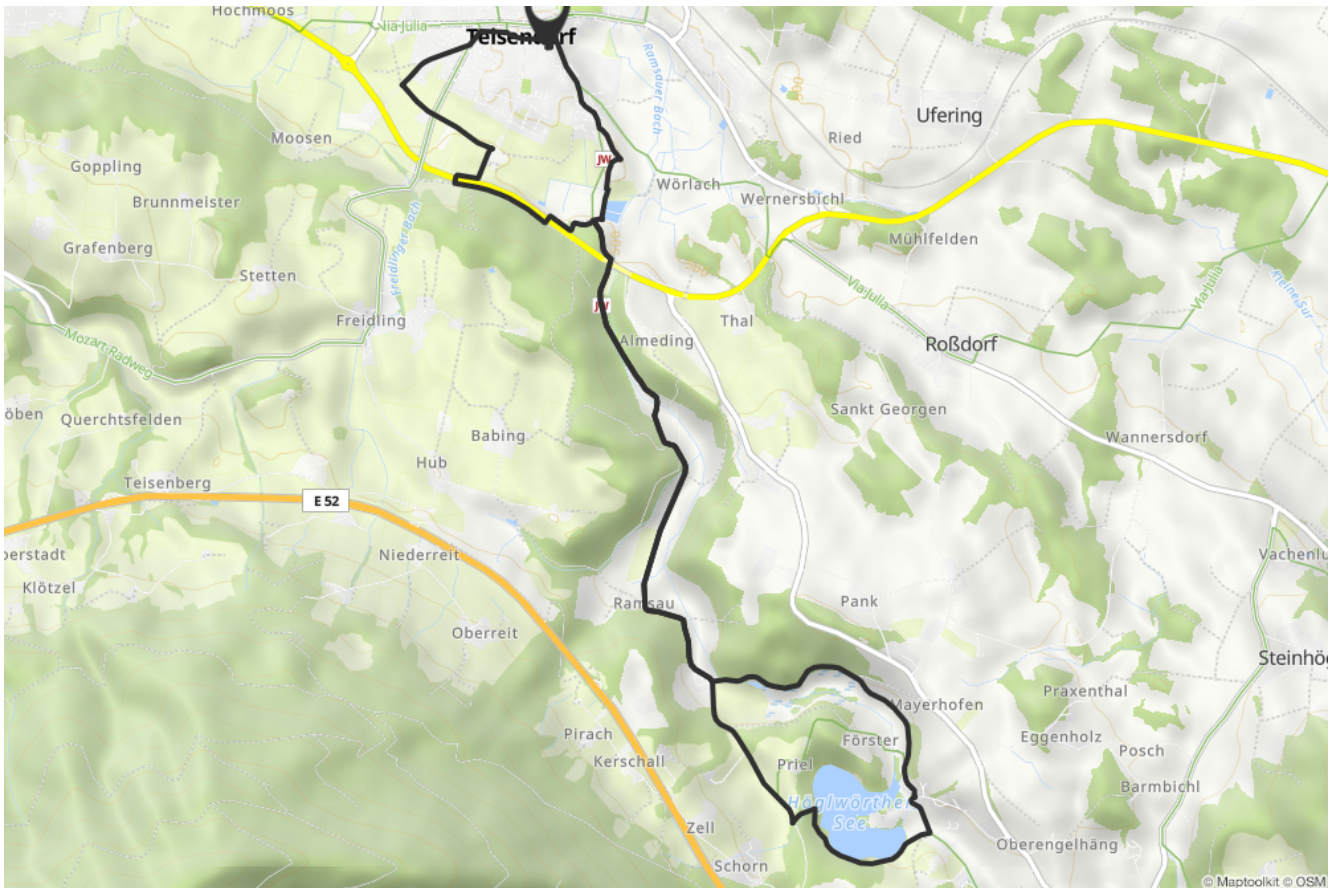 Hochmoos
Via Julia
Teisendorf
Ramsauer Bach
Ufering
Moosen
Ried
JW
Goppling
Wörlach
Wernersbichl
Brunnmeister
Mühlfelden
Grafenberg
Stetten
Freidlinger Bach
Via Julia
Via Julia
Kleine Sur
JW
Freidling
Thal
Almeding
Roßdorf
Mozart-Radweg
Querchtsfelden
Sankt Georgen
Babing
Wannersdorf
Hub
Teisenberg
E 52
Niederreit
Klötzel
Ramsau
Pank
Oberreit
Praxenthal
Mayerhofen
Pirach
Förster
Eggenholz
Posch
Kerschall
Priel
Barmbichl
Höglwörther
See
Zell
Oberengelhäng
Schorn
© Maptoolkit © OSM